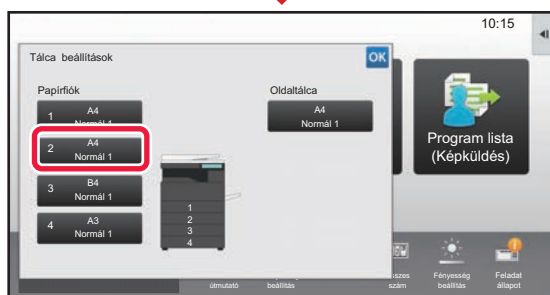 10:15
Tálca beállítások
OK
Papírfiók
Oldaltálca
1 A4
Normál 1
A4
Normál 1
2 A4
Normál 1
3 B4
Normál 1
4 A3
Normál 1
1
2
3
4
Program lista
(Képküldés)
útmutató
beállítás
szám
Fényesség
beállítás
Feladat
állapot